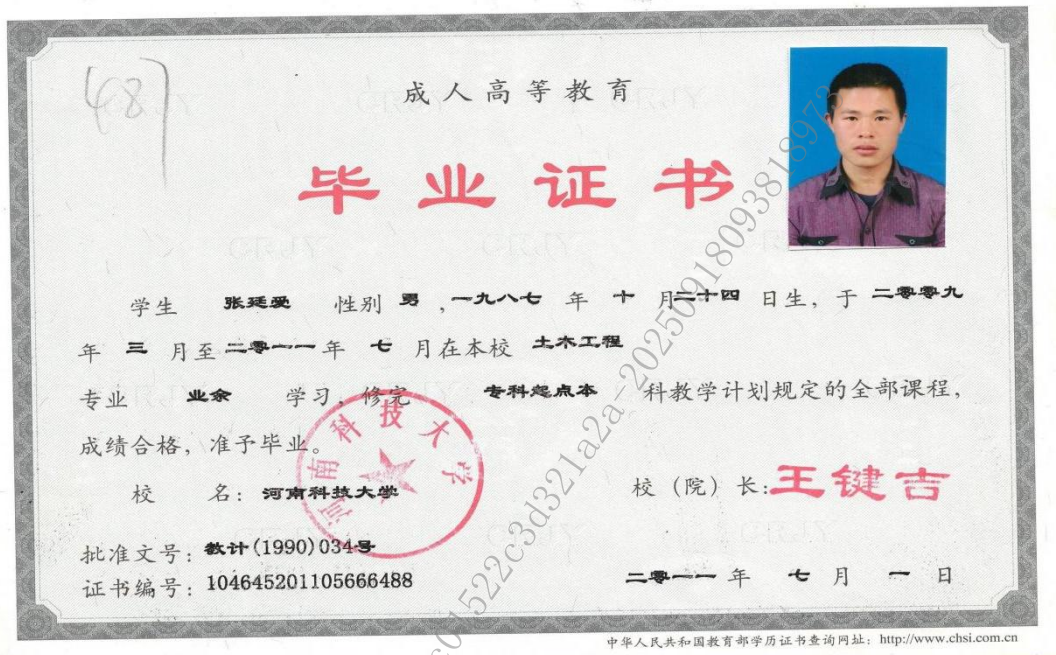 (48)
成人高等教育
毕业证书
学生 张廷爱 性别 男 ，一九八七 年 十 月二十四 日生，于 二零零九
年 三 月至二零一一年 七 月在本校 土木工程
专业 业余 学习，修完 专科起点本 科教学计划规定的全部课程，
成绩合格，准予毕业。
河南科技大学
校 名：河南科技大学
校（院）长：王键吉
批准文号：教计(1990)034号
证书编号：104645201105666488
二零一一 年 七 月 一 日
中华人民共和国教育部学历证书查询网址：http://www.chsi.com.cn